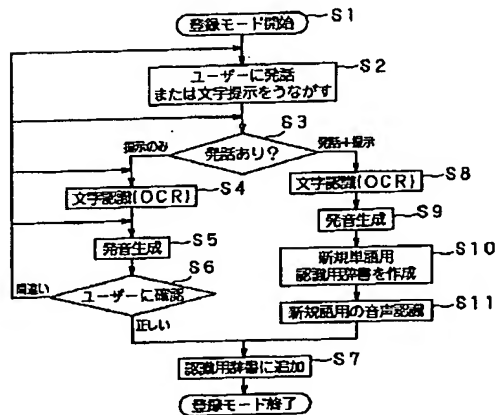 登録モード開始
S1
ユーザーに発話
または文字提示をうながす
S2
S3
発話あり?
提示のみ
発話+提示
文字認識(OCR)
S4
文字認識(OCR)
S8
発音生成
S5
発音生成
S9
新規単語用
認識用辞書を作成
S10
ユーザーに確認
S6
間違い
正しい
新規語用の音声認識
S11
認識用辞書に追加
S7
登録モード終了